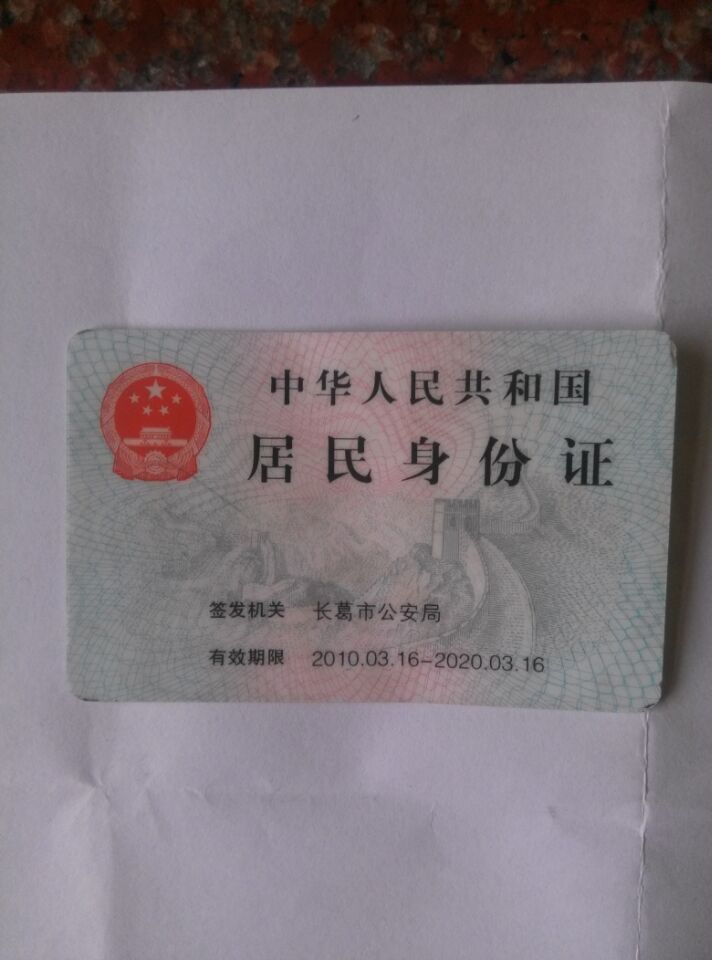 中华人民共和国
居民身份证
签发机关 长葛市公安局
有效期限 2010.03.16-2020.03.16